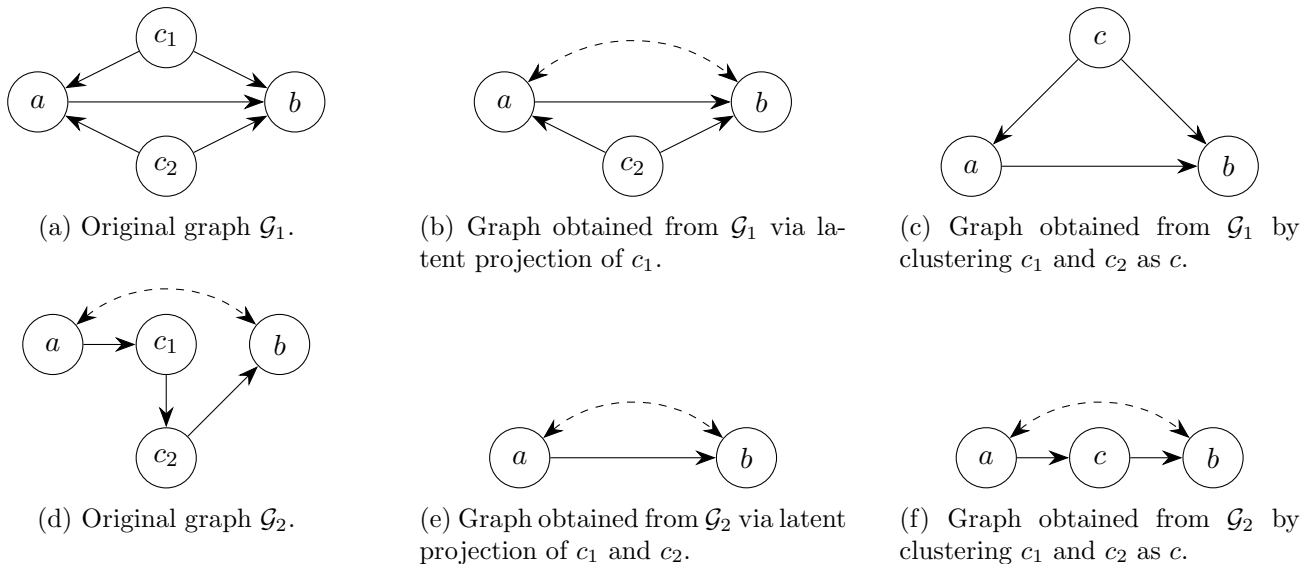 c₁
a
b
c₂
(a) Original graph 𝒢₁.
a
b
c₂
(b) Graph obtained from 𝒢₁ via la-
tent projection of c₁.
c
a
b
(c) Graph obtained from 𝒢₁ by
clustering c₁ and c₂ as c.
a
c₁
b
c₂
(d) Original graph 𝒢₂.
a
b
(e) Graph obtained from 𝒢₂ via latent
projection of c₁ and c₂.
a
c
b
(f) Graph obtained from 𝒢₂ by
clustering c₁ and c₂ as c.